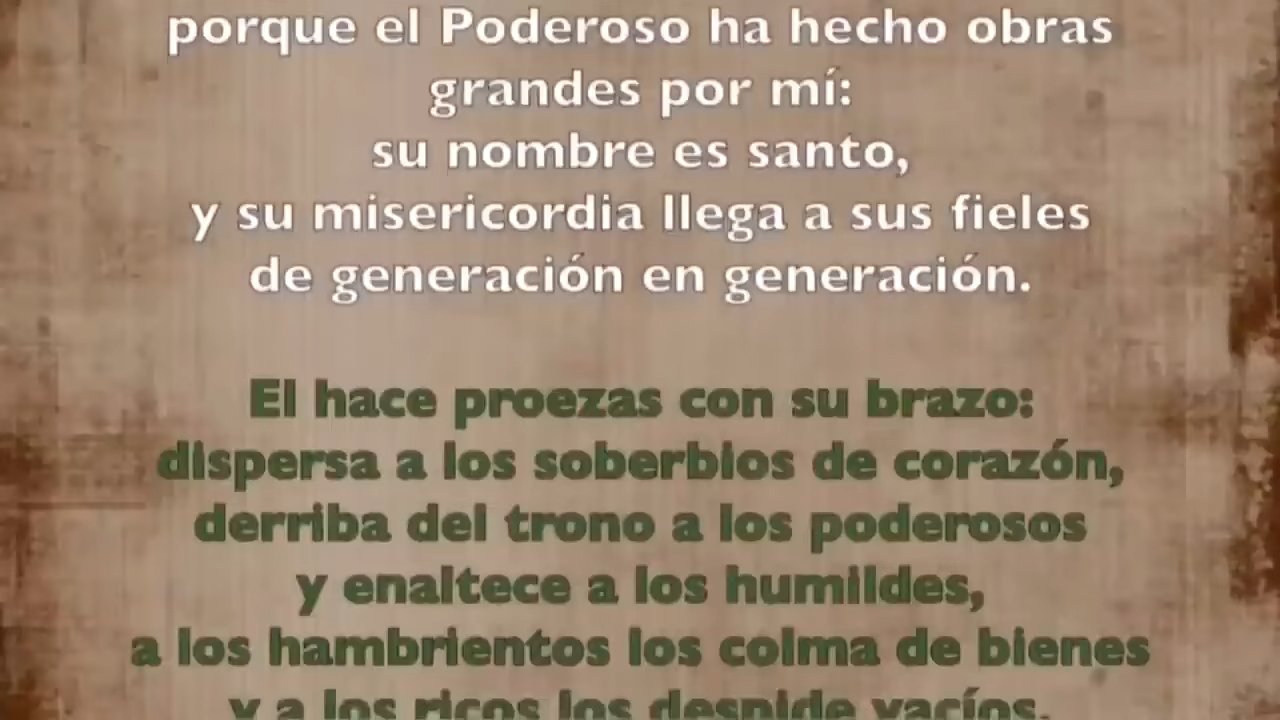 porque el Poderoso ha hecho obras
grandes por mí:
su nombre es santo,
y su misericordia llega a sus fieles
de generación en generación.
El hace proezas con su brazo:
dispersa a los soberbios de corazón,
derriba del trono a los poderosos
y enaltece a los humildes,
a los hambrientos los colma de bienes
y a los ricos los despide vacíos.